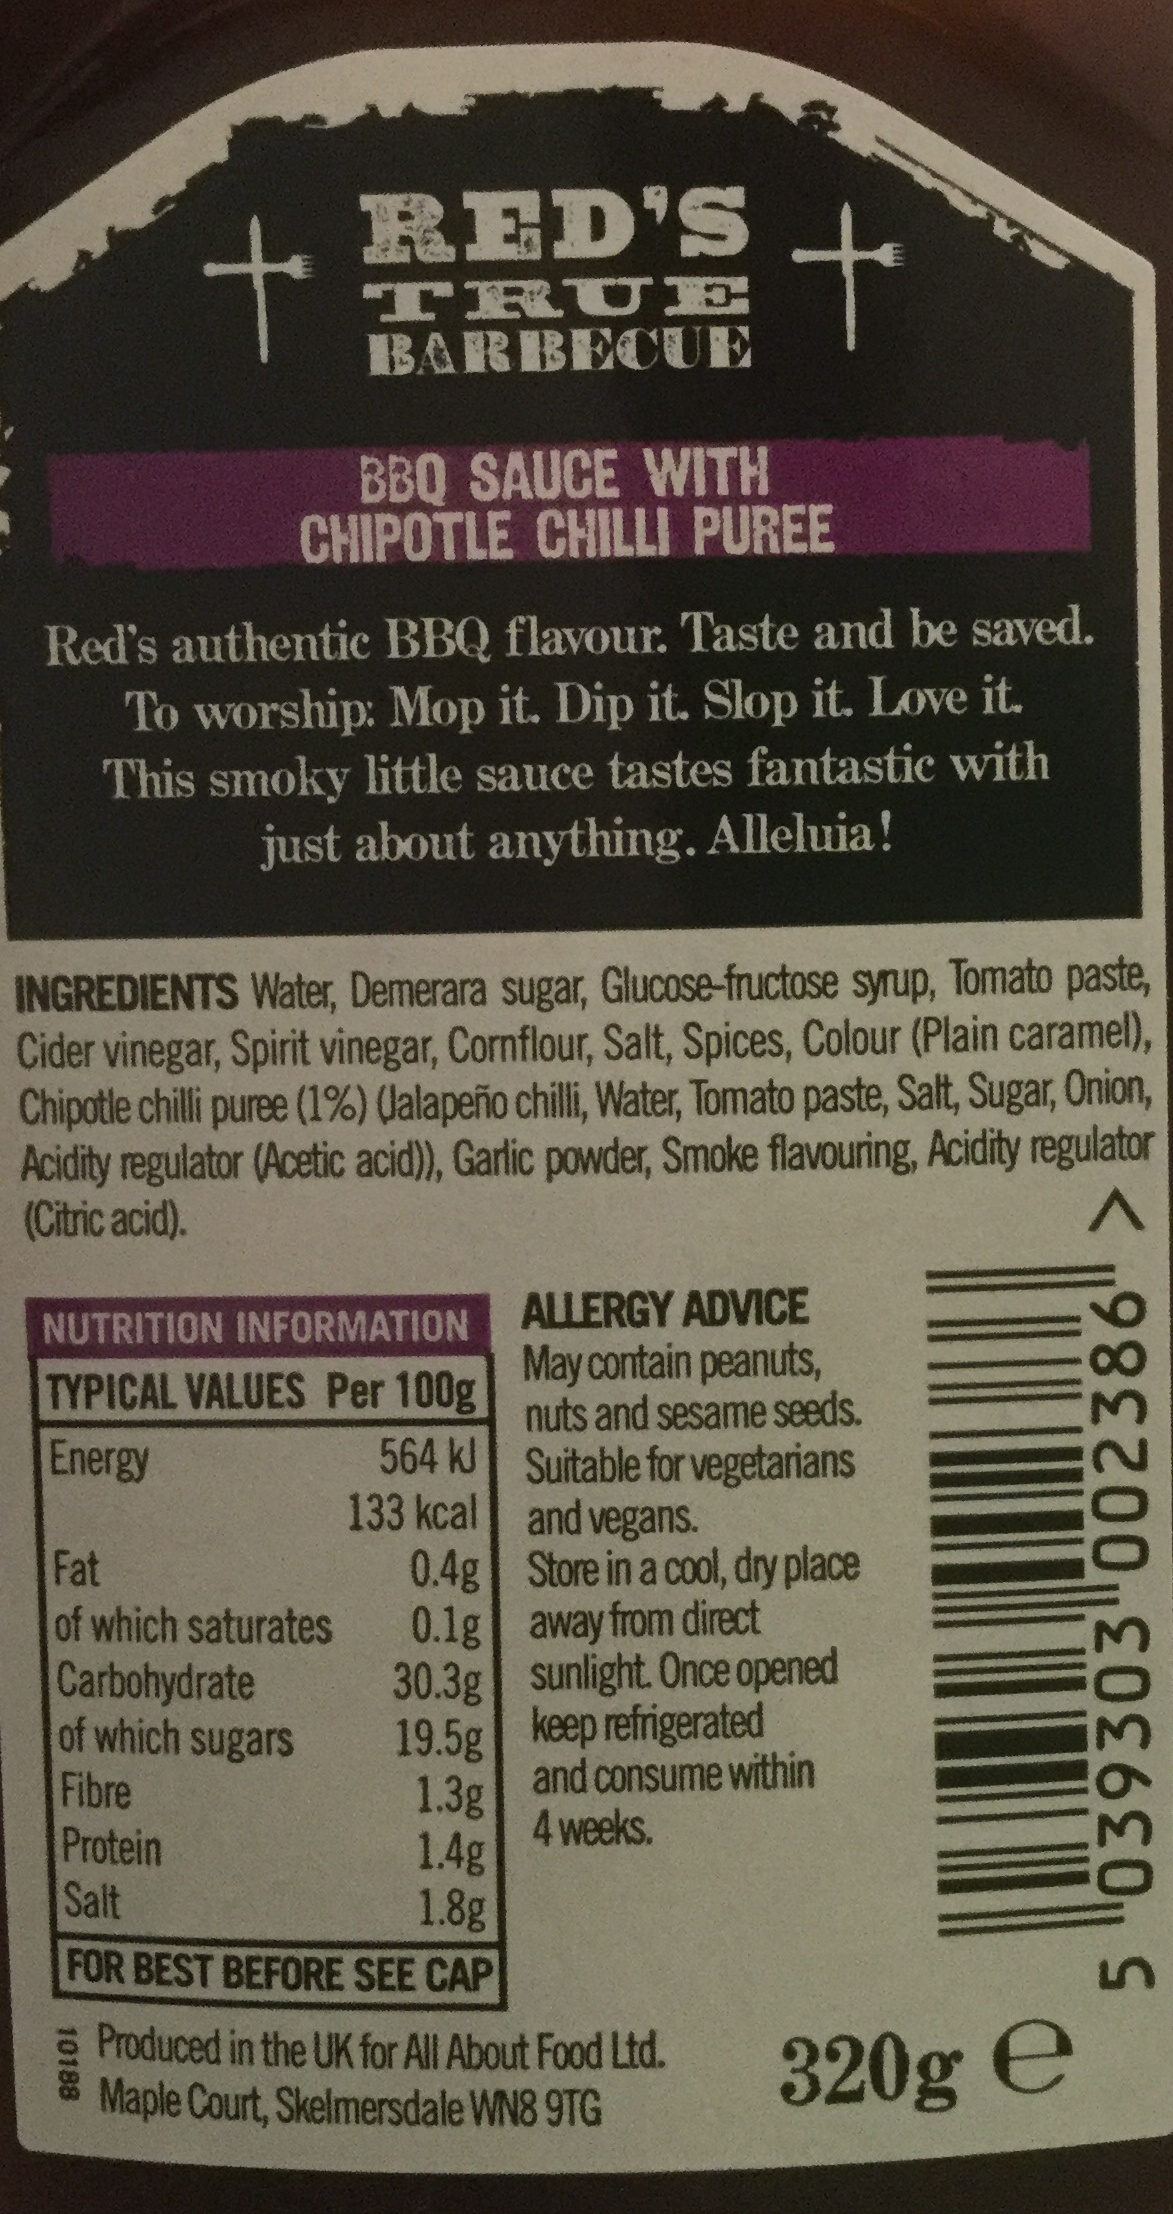 RED'S
TRUE
BARBECUE
BBQ SAUCE WITH
CHIPOTLE CHILLI PUREE
Red's authentic BBQ flavour. Taste and be saved.
To worship: Mop it. Dip it. Slop it. Love it.
This smoky little sauce tastes fantastic with
just about anything. Alleluia!
INGREDIENTS Water, Demerara sugar, Glucose-fructose syrup, Tomato paste,
Cider vinegar, Spirit vinegar, Cornflour, Salt, Spices, Colour (Plain caramel),
Chipotle chilli puree (1%) (Jalapeño chilli, Water, Tomato paste, Salt, Sugar, Onion,
Acidity regulator (Acetic acid)), Garlic powder, Smoke flavouring, Acidity regulator
(Citric acid).
NUTRITION INFORMATION
TYPICAL VALUES Per 100g
Energy 564 kJ
133 kcal
Fat 0.4g
of which saturates 0.1g
Carbohydrate 30.3g
of which sugars 19.5g
Fibre 1.3g
Protein 1.4g
Salt 1.8g
FOR BEST BEFORE SEE CAP
ALLERGY ADVICE
May contain peanuts,
nuts and sesame seeds.
Suitable for vegetarians
and vegans.
Store in a cool, dry place
away from direct
sunlight. Once opened
keep refrigerated
and consume within
4 weeks.
5 039303 002386 >
10188
Produced in the UK for All About Food Ltd.
Maple Court, Skelmersdale WN8 9TG
320g e